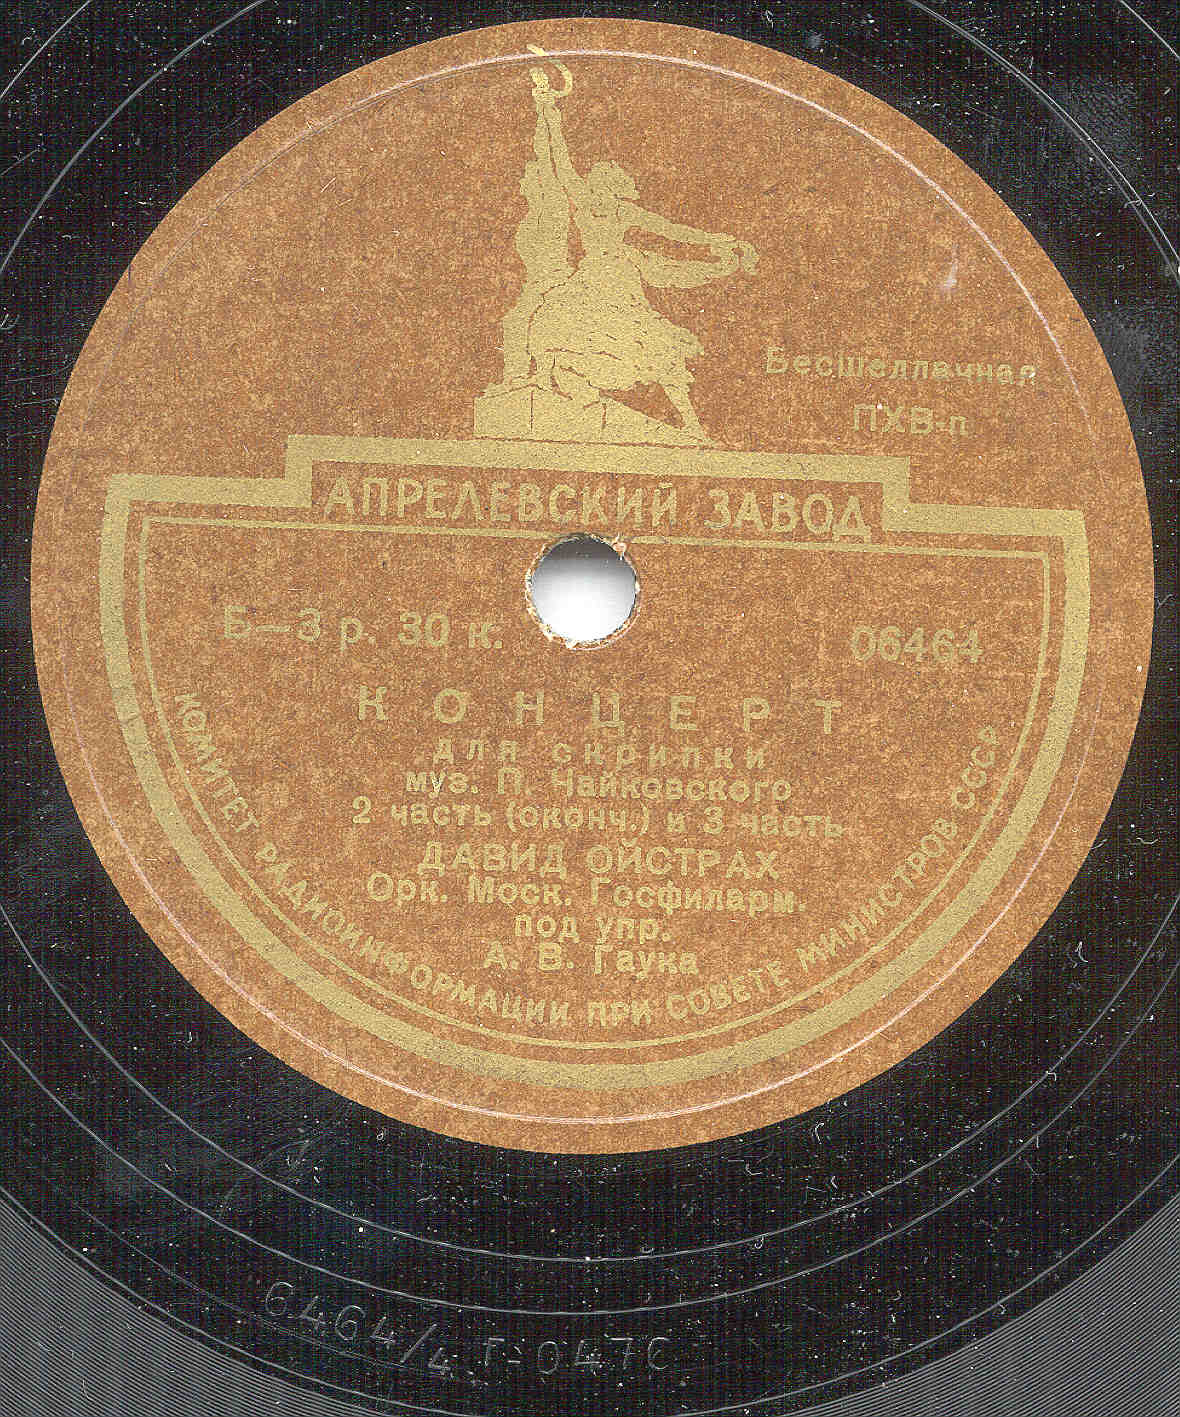 Бесшеллачная
ПХВ-п
АПРЕЛЕВСКИЙ ЗАВОД
Б—3 р. 30 к.
06464
КОНЦЕРТ
для скрипки
муз. П. Чайковского
2 часть (оконч.) и 3 часть
ДАВИД ОЙСТРАХ
Орк. Моск. Госфиларм.
под упр.
А. В. Гаука
КОМИТЕТ РАДИОИНФОРМАЦИИ ПРИ СОВЕТЕ МИНИСТРОВ СССР
6464/4